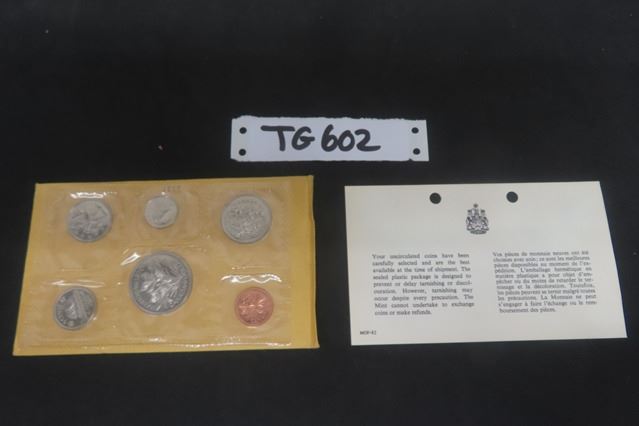 TG602
Your uncirculated coins have been
carefully selected and are the best
available at the time of shipment. The
sealed plastic package is designed to
prevent or delay tarnishing or discol-
ouration. However, tarnishing may
occur despite every precaution. The
Mint cannot undertake to exchange
coins or make refunds.
Vos pièces de monnaie neuves ont été
choisies avec soin; ce sont les meilleures
pièces disponibles au moment de l'ex-
pédition. L'emballage hermétique en
matière plastique a pour objet d'em-
pêcher ou du moins de retarder le ter-
nissage et la décoloration. Toutefois,
les pièces peuvent se ternir malgré toutes
les précautions. La Monnaie ne peut
s'engager à faire l'échange ou le rem-
boursement des pièces.